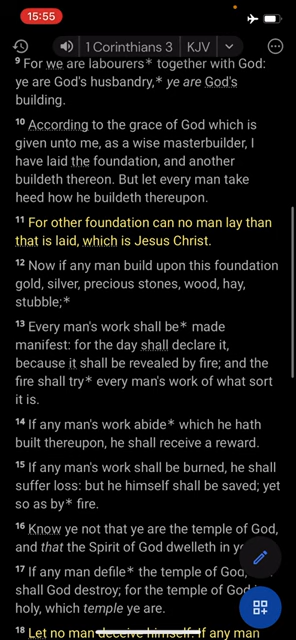 15:55
1 Corinthians 3 KJV
9 For we are labourers* together with God:
ye are God's husbandry,* ye are God's
building.
10 According to the grace of God which is
given unto me, as a wise masterbuilder, I
have laid the foundation, and another
buildeth thereon. But let every man take
heed how he buildeth thereupon.
11 For other foundation can no man lay than
that is laid, which is Jesus Christ.
12 Now if any man build upon this foundation
gold, silver, precious stones, wood, hay,
stubble;*
13 Every man's work shall be* made
manifest: for the day shall declare it,
because it shall be revealed by fire; and the
fire shall try* every man's work of what sort
it is.
14 If any man's work abide* which he hath
built thereupon, he shall receive a reward.
15 If any man's work shall be burned, he shall
suffer loss: but he himself shall be saved; yet
so as by* fire.
16 Know ye not that ye are the temple of God,
and that the Spirit of God dwelleth in
17 If any man defile* the temple of God,
shall God destroy; for the temple of God
holy, which temple ye are.
18 Let no man deceive himself. If any man